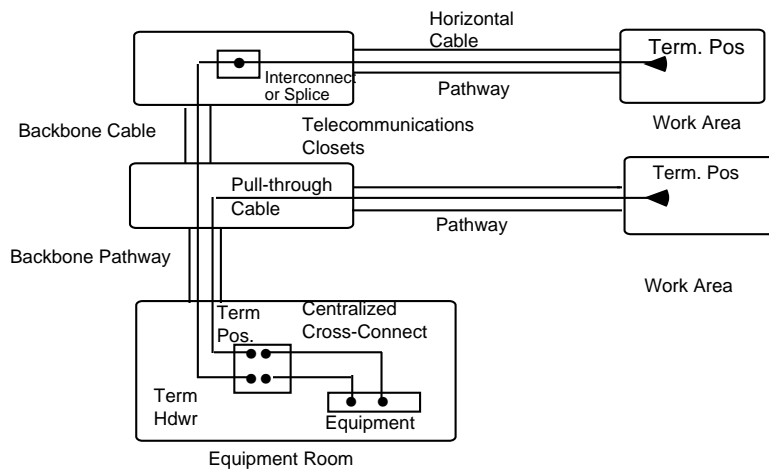 Horizontal
Cable
Term. Pos
Interconnect
or Splice
Pathway
Backbone Cable
Telecommunications
Closets
Work Area
Pull-through
Cable
Term. Pos
Pathway
Backbone Pathway
Work Area
Term
Pos.
Centralized
Cross-Connect
Term
Hdwr
Equipment
Equipment Room